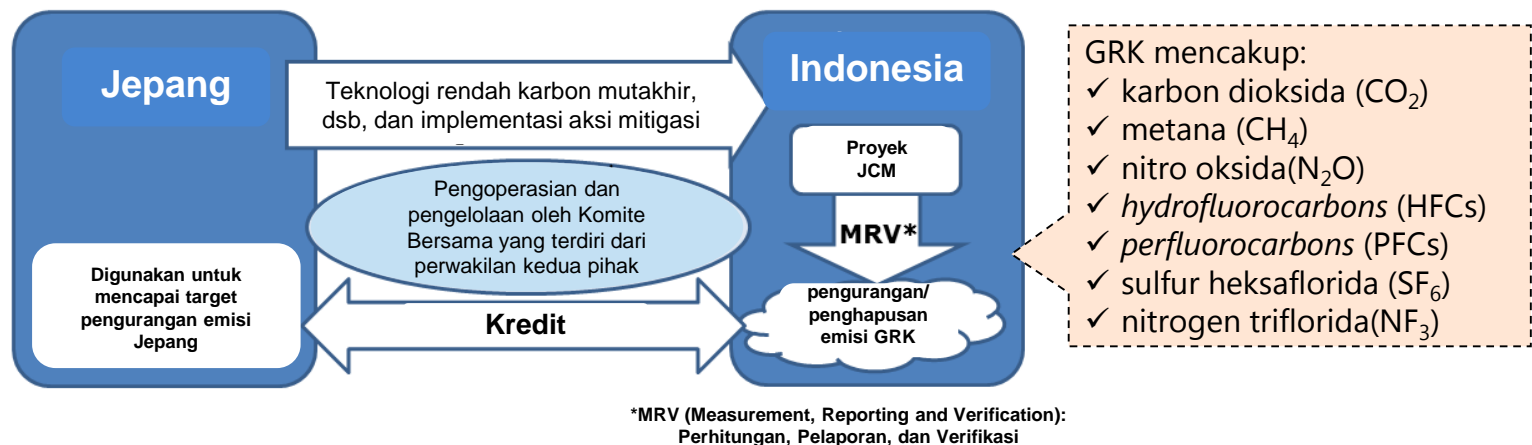 Jepang
Teknologi rendah karbon mutakhir,
dsb, dan implementasi aksi mitigasi
Indonesia
Proyek
JCM
MRV*
Pengoperasian dan
pengelolaan oleh Komite
Bersama yang terdiri dari
perwakilan kedua pihak
Digunakan untuk
mencapai target
pengurangan emisi
Jepang
Kredit
pengurangan/
penghapusan
emisi GRK
GRK mencakup:
✓ karbon dioksida (CO₂)
✓ metana (CH₄)
✓ nitro oksida(N₂O)
✓ hydrofluorocarbons (HFCs)
✓ perfluorocarbons (PFCs)
✓ sulfur heksaflorida (SF₆)
✓ nitrogen triflorida(NF₃)
*MRV (Measurement, Reporting and Verification):
Perhitungan, Pelaporan, dan Verifikasi